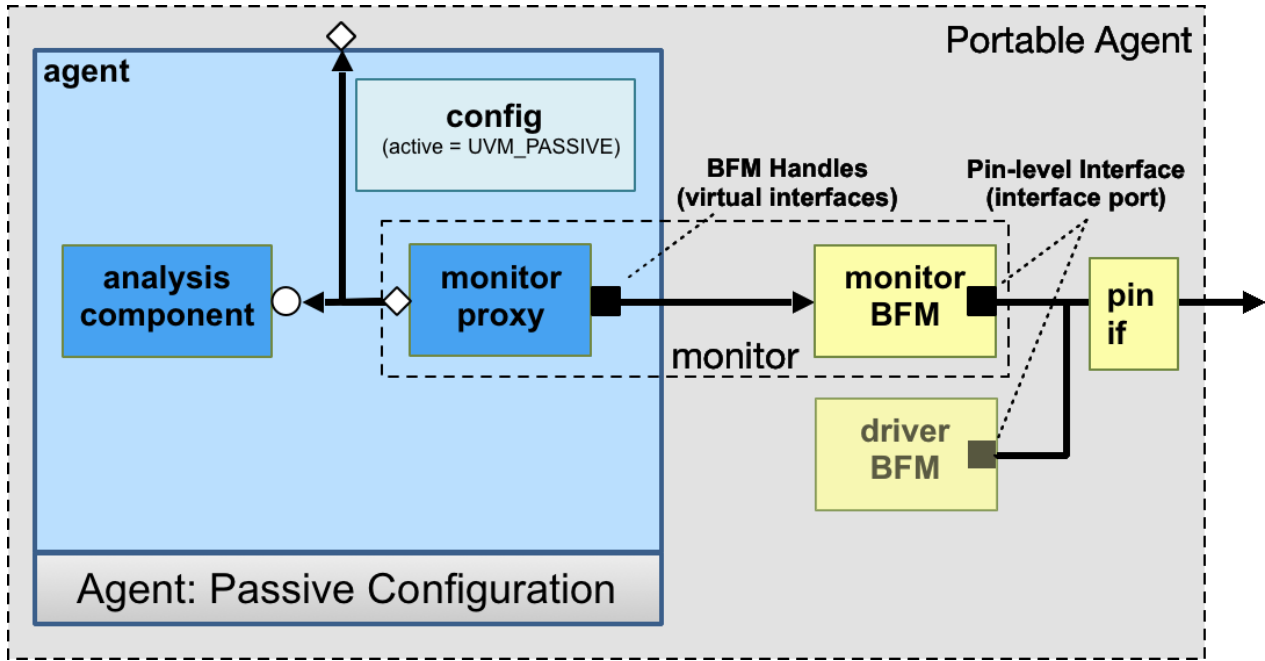 Portable Agent
agent
config
(active = UVM_PASSIVE)
BFM Handles
(virtual interfaces)
Pin-level Interface
(interface port)
analysis
component
monitor
proxy
monitor
BFM
pin
if
monitor
driver
BFM
Agent: Passive Configuration